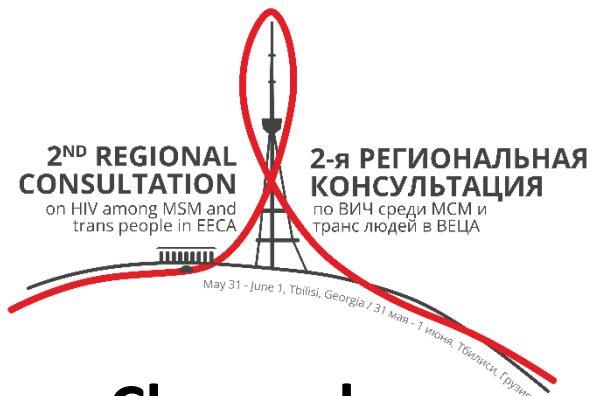 2ND REGIONAL
CONSULTATION
on HIV among MSM and
trans people in EECA
2-я РЕГИОНАЛЬНАЯ
КОНСУЛЬТАЦИЯ
по ВИЧ среди МСМ и
транс людей в ВЕЦА
May 31 - June 1, Tbilisi, Georgia / 31 мая - 1 июня, Тбилиси, Грузия